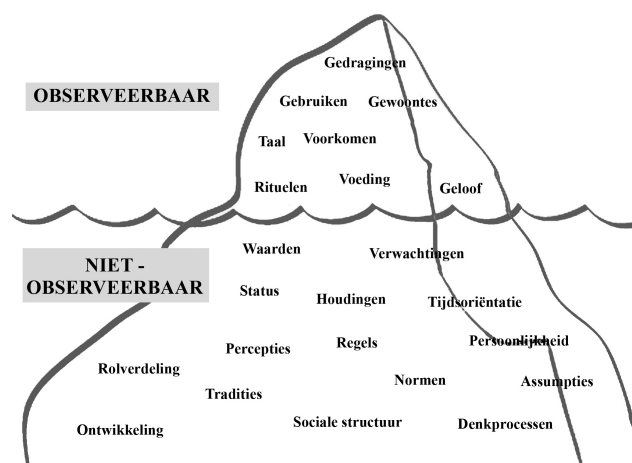 Gedragingen
OBSERVEERBAAR
Gebruiken Gewoontes
Taal Voorkomen
Rituelen Voeding Geloof
Waarden Verwachtingen
NIET -
OBSERVEERBAAR
Status Houdingen Tijdsoriëntatie
Percepties Regels Persoonlijkheid
Rolverdeling Normen Assumpties
Tradities
Ontwikkeling Sociale structuur Denkprocessen